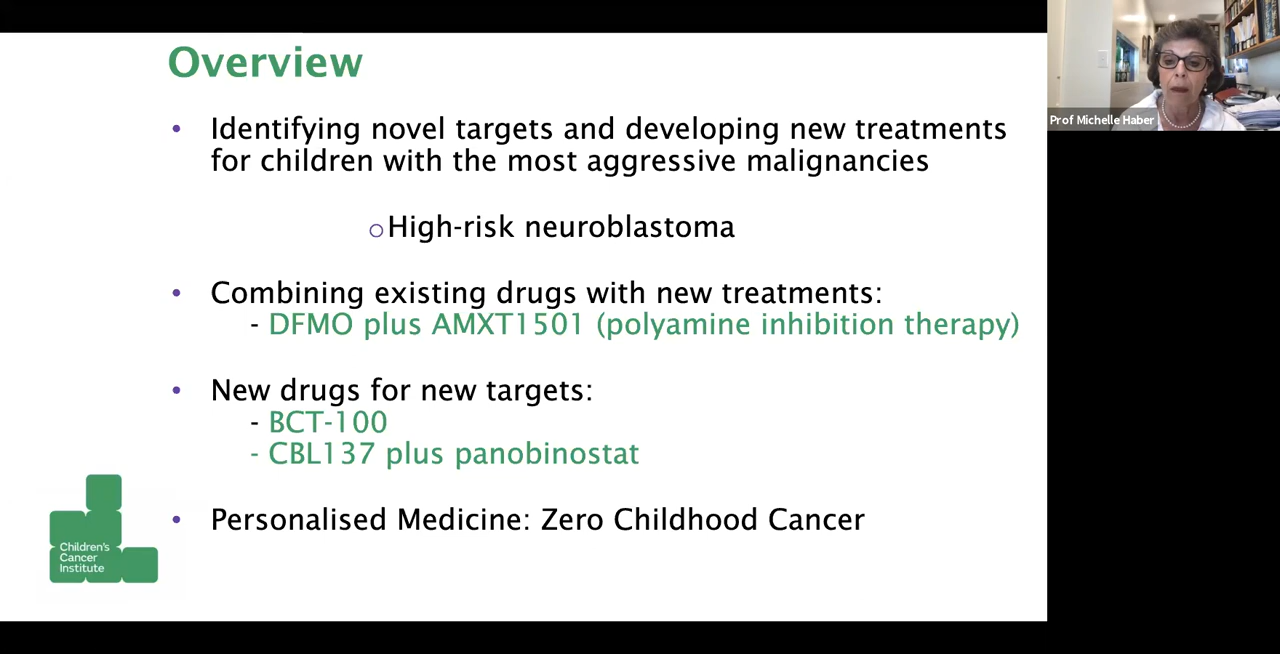 Overview
• Identifying novel targets and developing new treatments
for children with the most aggressive malignancies
○High-risk neuroblastoma
• Combining existing drugs with new treatments:
- DFMO plus AMXT1501 (polyamine inhibition therapy)
• New drugs for new targets:
- BCT-100
- CBL137 plus panobinostat
• Personalised Medicine: Zero Childhood Cancer
Children's
Cancer
Institute
Prof Michelle Haber